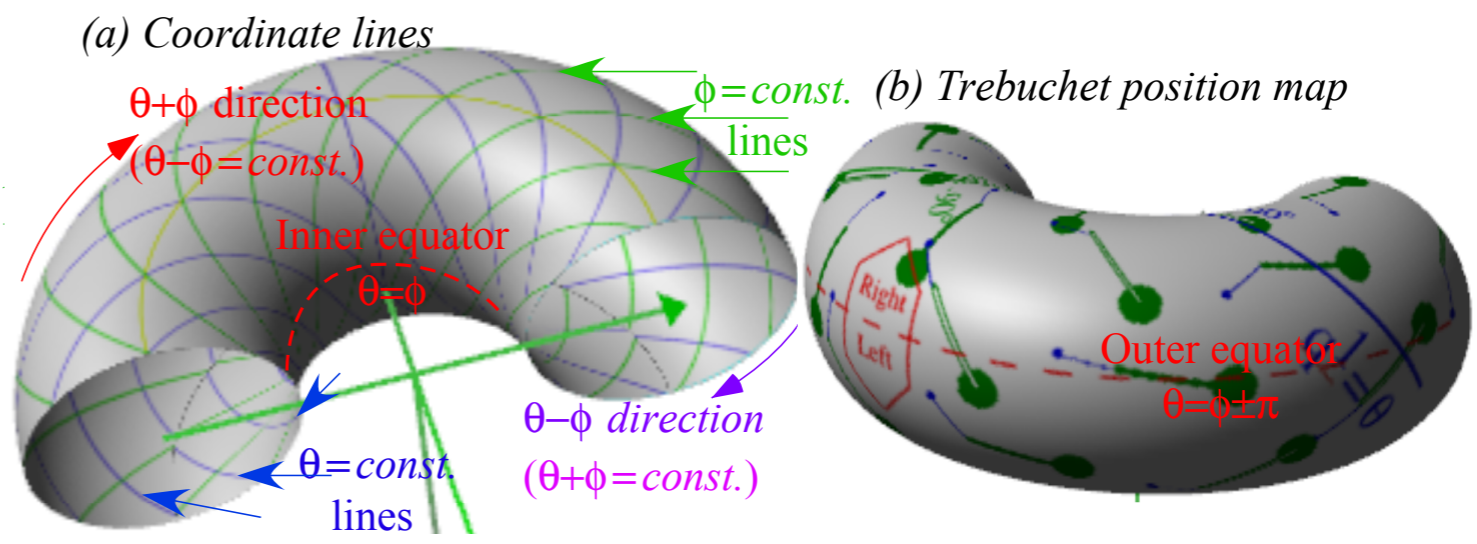 (a) Coordinate lines
θ+φ direction
(θ−φ=const.)
φ=const.
lines
Inner equator
θ=φ
θ=const.
lines
θ−φ direction
(θ+φ=const.)
(b) Trebuchet position map
Right
Left
Outer equator
θ=φ±π